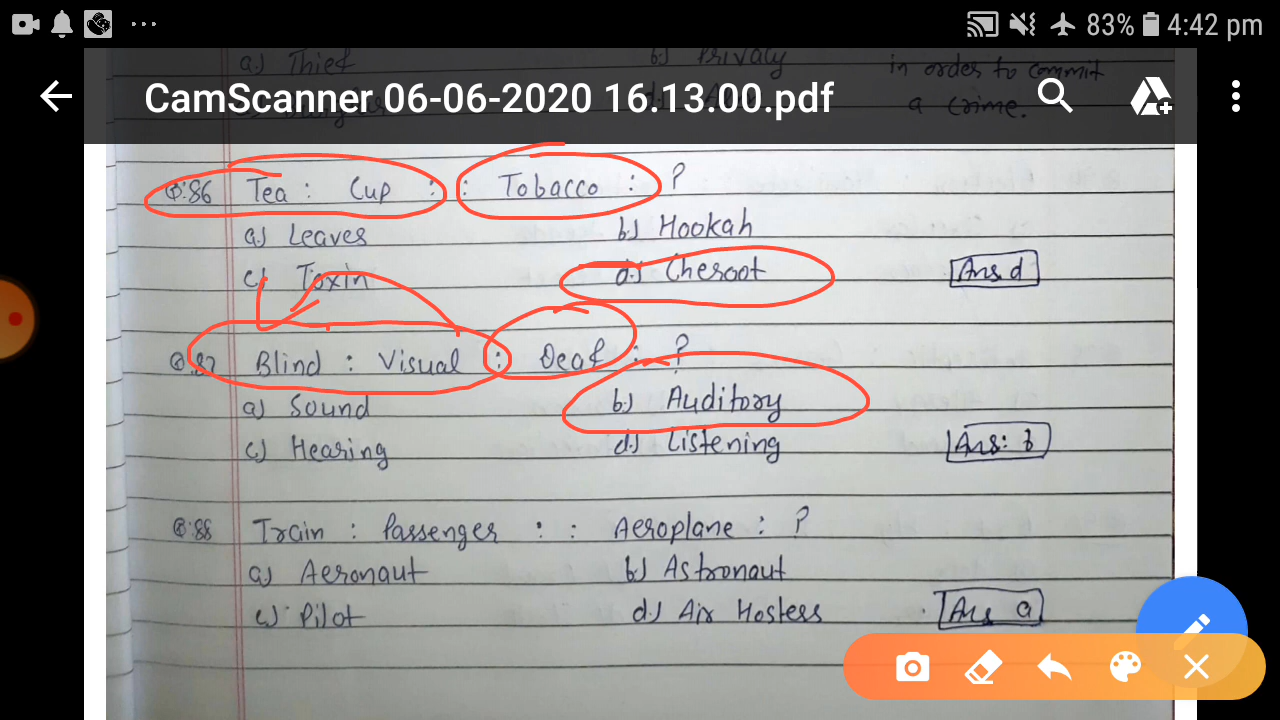 83% 4:42 pm
a.) Thief b.) Privacy in order to commit
CamScanner 06-06-2020 16.13.00.pdf
a crime.
Q:86 Tea : Cup : : Tobacco : ?
a.) Leaves b.) Hookah
c.) Toxin d.) Cheroot Ans d
Q:87 Blind : Visual : Deaf : ?
a.) Sound b.) Auditory
c.) Hearing d.) Listening Ans: b
Q:88 Train : Passenger : : Aeroplane : ?
a.) Aeronaut b.) Astronaut
c.) Pilot d.) Air Hostess Ans a